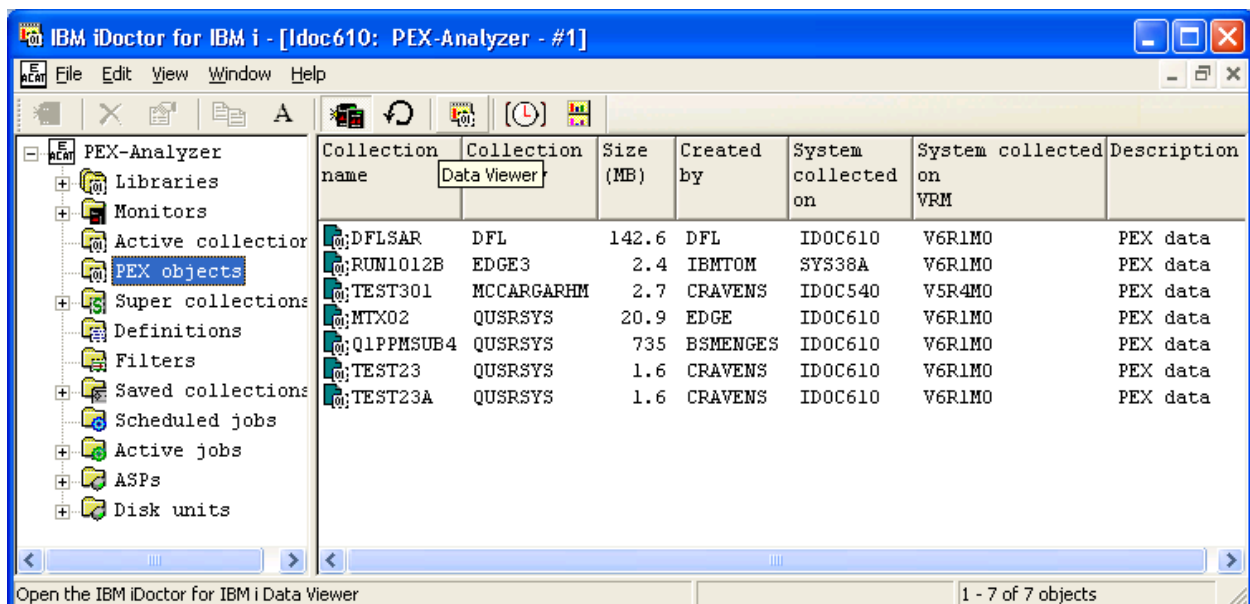 IBM iDoctor for IBM i - [Idoc610: PEX-Analyzer - #1]
File Edit View Window Help
A
PEX-Analyzer
Libraries
Monitors
Active collection
PEX objects
Super collections
Definitions
Filters
Saved collections
Scheduled jobs
Active jobs
ASPs
Disk units
Collection name Collection Size (MB) Created by System collected on System collected on VRM Description
Data Viewer
DFLSAR DFL 142.6 DFL IDOC610 V6R1M0 PEX data
RUN1012B EDGE3 2.4 IBMTOM SYS38A V6R1M0 PEX data
TEST301 MCCARGARHM 2.7 CRAVENS IDOC540 V5R4M0 PEX data
MTX02 QUSRSYS 20.9 EDGE IDOC610 V6R1M0 PEX data
Q1PPMSUB4 QUSRSYS 735 BSMENGES IDOC610 V6R1M0 PEX data
TEST23 QUSRSYS 1.6 CRAVENS IDOC610 V6R1M0 PEX data
TEST23A QUSRSYS 1.6 CRAVENS IDOC610 V6R1M0 PEX data
Open the IBM iDoctor for IBM i Data Viewer
1 - 7 of 7 objects